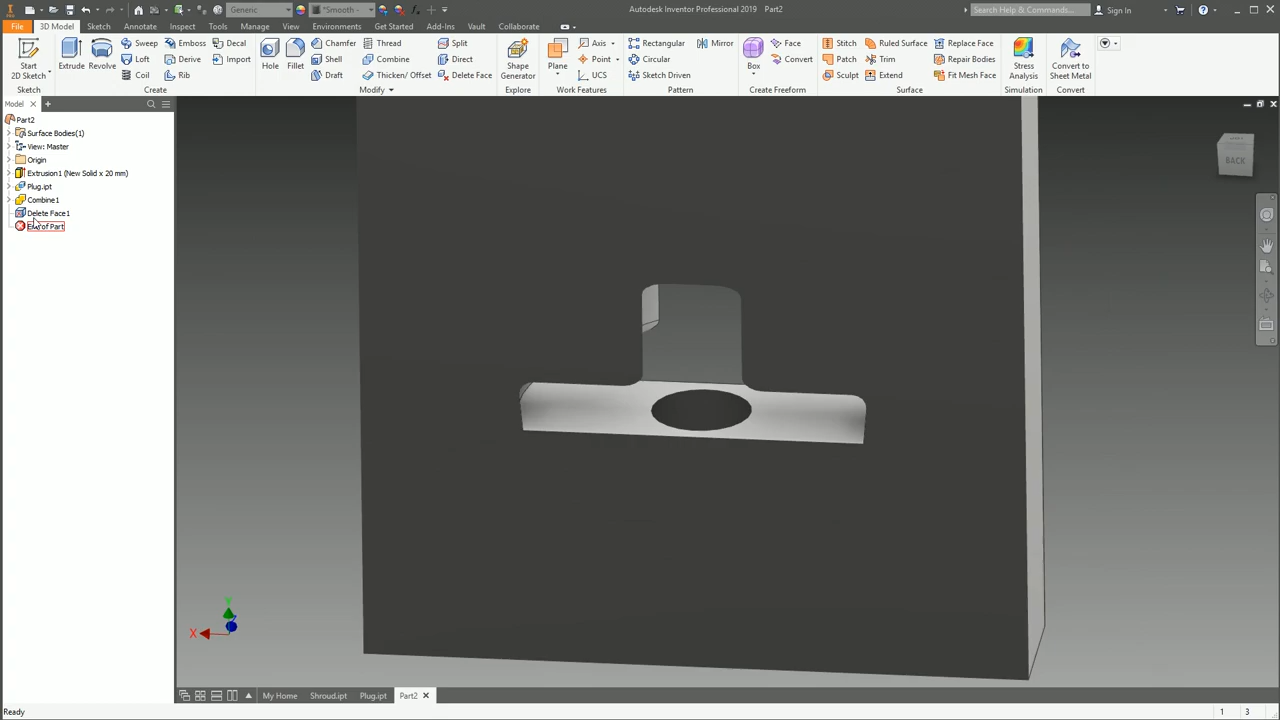 Generic
*Smooth
Autodesk Inventor Professional 2019 Part2
Search Help & Commands...
Sign In
File
3D Model
Sketch
Annotate
Inspect
Tools
Manage
View
Environments
Get Started
Add-Ins
Vault
Collaborate
Start
2D Sketch
Sketch
Extrude
Revolve
Sweep
Loft
Coil
Emboss
Derive
Rib
Decal
Import
Create
Hole
Fillet
Chamfer
Shell
Draft
Thread
Combine
Thicken/ Offset
Split
Direct
Delete Face
Modify
Shape
Generator
Explore
Plane
Axis
Point
UCS
Work Features
Rectangular
Circular
Sketch Driven
Mirror
Pattern
Box
Face
Convert
Create Freeform
Stitch
Patch
Sculpt
Ruled Surface
Trim
Extend
Replace Face
Repair Bodies
Fit Mesh Face
Surface
Stress
Analysis
Simulation
Convert to
Sheet Metal
Convert
Model
Part2
Surface Bodies(1)
View: Master
Origin
Extrusion1 (New Solid x 20 mm)
Plug.ipt
Combine1
Delete Face1
End of Part
BACK
Y
Z
X
My Home
Shroud.ipt
Plug.ipt
Part2
Ready
1
3